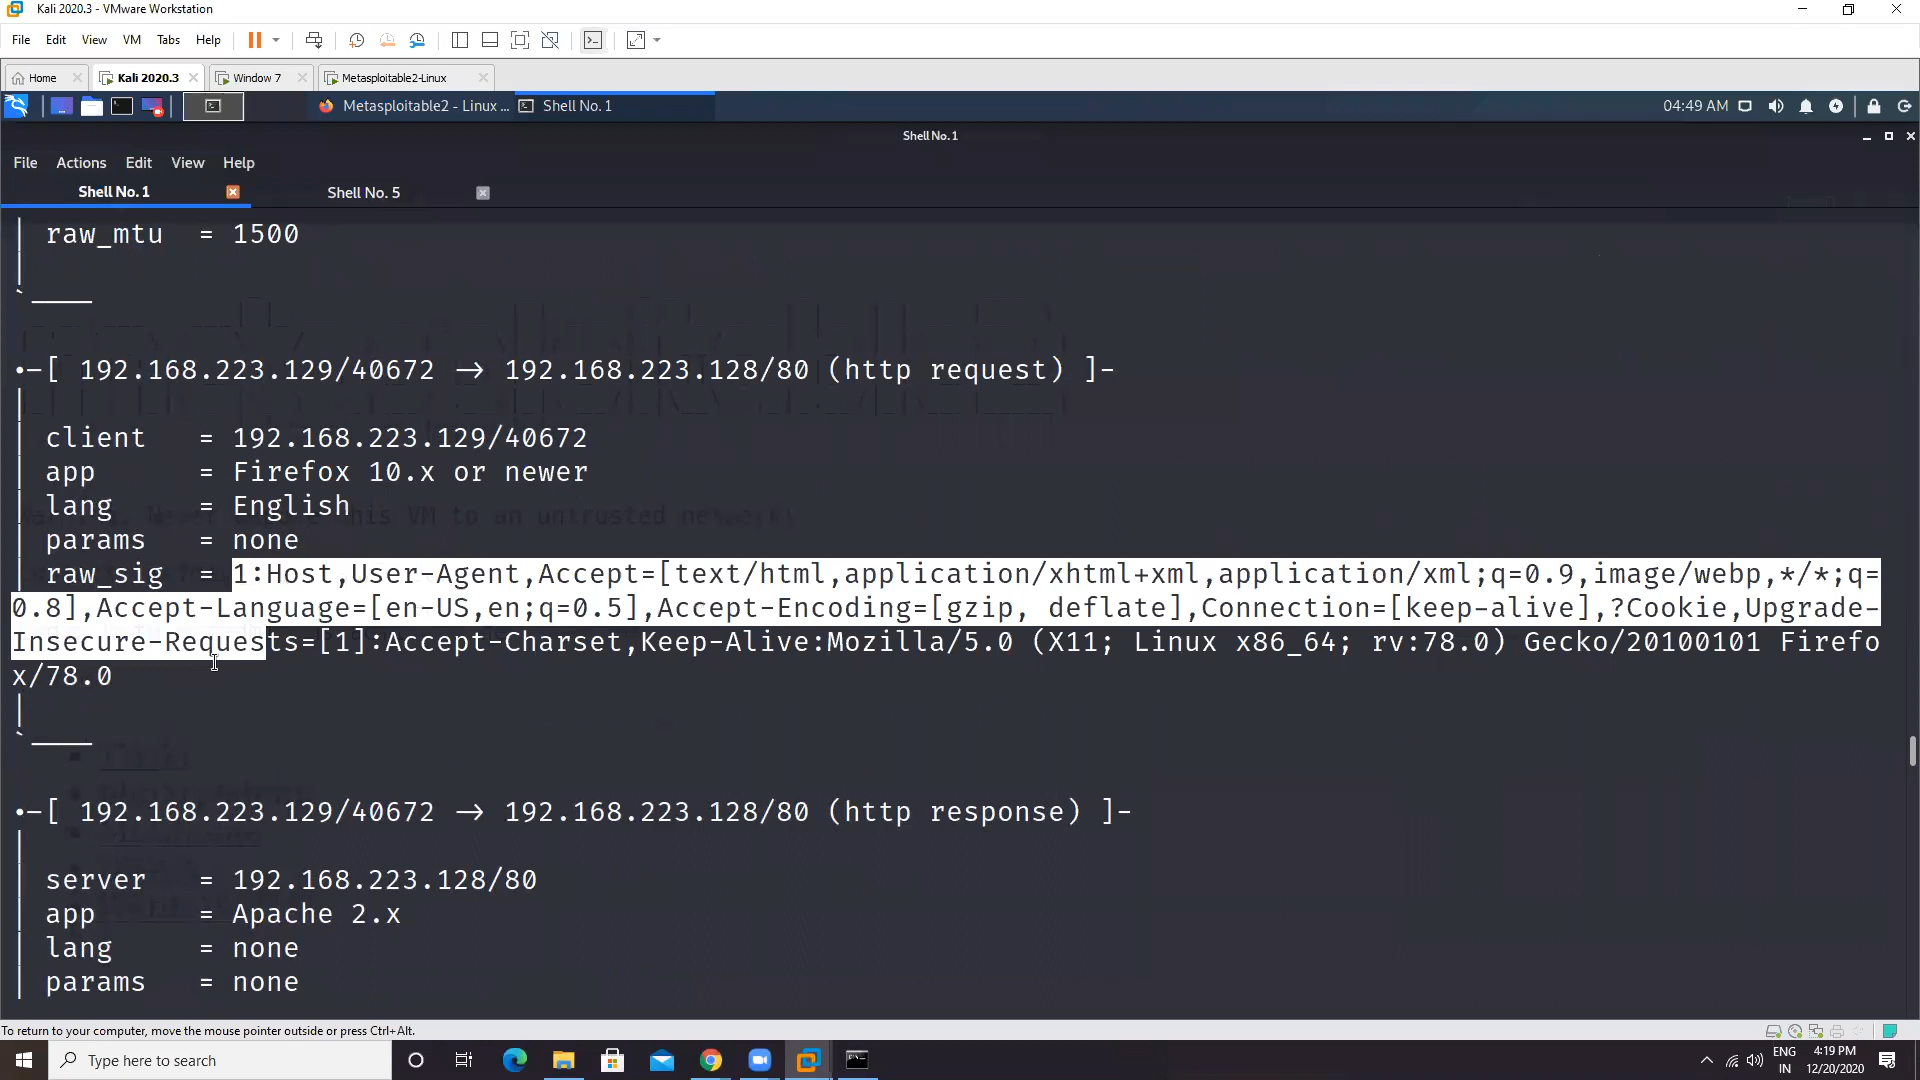 Kali 2020.3 - VMware Workstation
File Edit View VM Tabs Help
Home Kali 2020.3 Window 7 Metasploitable2-Linux
Metasploitable2 - Linux ... Shell No. 1 04:49 AM
Shell No. 1
File Actions Edit View Help
Shell No. 1 Shell No. 5
| raw_mtu = 1500
|
`____
.-[ 192.168.223.129/40672 -> 192.168.223.128/80 (http request) ]-
|
| client = 192.168.223.129/40672
| app = Firefox 10.x or newer
| lang = English
| params = none
| raw_sig = 1:Host,User-Agent,Accept=[text/html,application/xhtml+xml,application/xml;q=0.9,image/webp,*/*;q=
0.8],Accept-Language=[en-US,en;q=0.5],Accept-Encoding=[gzip, deflate],Connection=[keep-alive],?Cookie,Upgrade-
Insecure-Requests=[1]:Accept-Charset,Keep-Alive:Mozilla/5.0 (X11; Linux x86_64; rv:78.0) Gecko/20100101 Firefo
x/78.0
|
`____
.-[ 192.168.223.129/40672 -> 192.168.223.128/80 (http response) ]-
|
| server = 192.168.223.128/80
| app = Apache 2.x
| lang = none
| params = none
To return to your computer, move the mouse pointer outside or press Ctrl+Alt.
Type here to search
ENG
IN
4:19 PM
12/20/2020